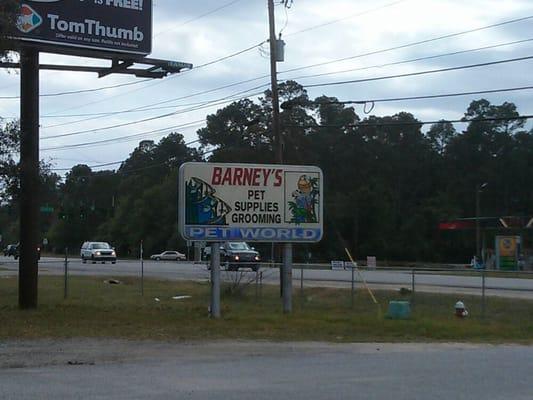 is FREE!
TomThumb
BARNEY'S
PET
SUPPLIES
GROOMING
PET WORLD